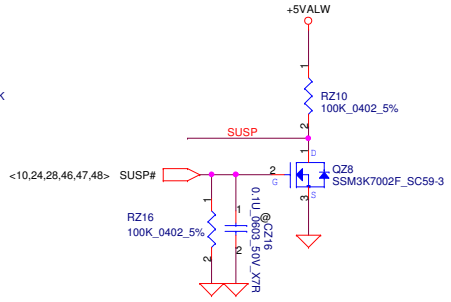 +5VALW
1
K
RZ10
100K_0402_5%
2
SUSP
1
D
<10,24,28,46,47,48> SUSP#
2
G
QZ8
SSM3K7002F_SC59-3
S
3
1
1
RZ16
100K_0402_5%
2
2
@CZ16
0.1U_0603_50V_X7R